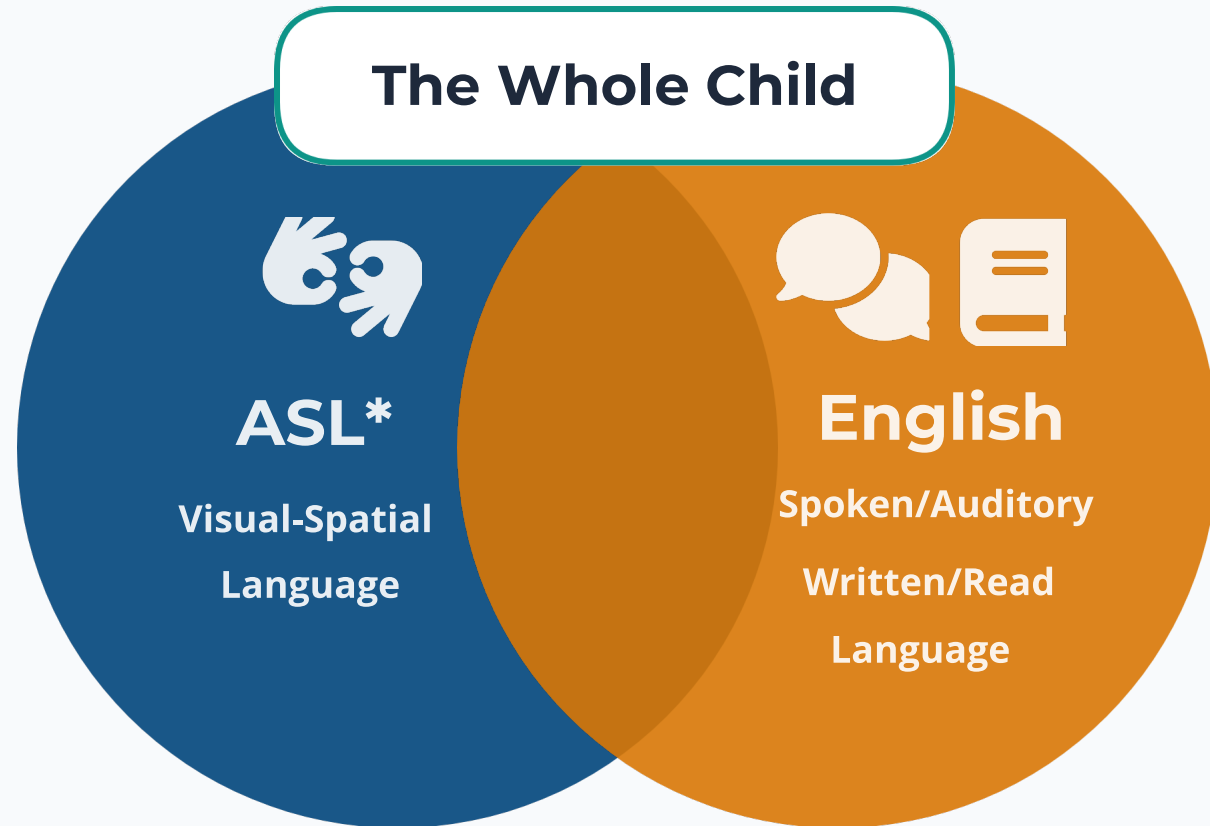 The Whole Child
ASL*
Visual-Spatial
Language
English
Spoken/Auditory
Written/Read
Language